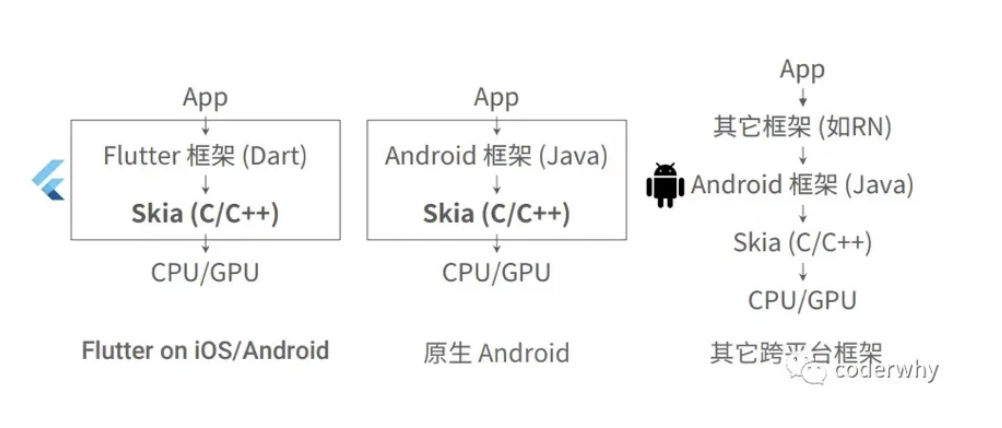 App
Flutter 框架 (Dart)
Skia (C/C++)
CPU/GPU
Flutter on iOS/Android
App
Android 框架 (Java)
Skia (C/C++)
CPU/GPU
原生 Android
App
其它框架 (如RN)
Android 框架 (Java)
Skia (C/C++)
CPU/GPU
其它跨平台框架
coderwhy